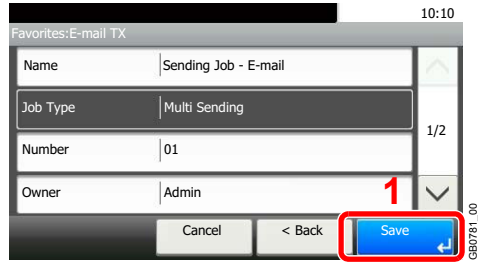 10:10
Favorites:E-mail TX
Name Sending Job - E-mail
Job Type Multi Sending
1/2
Number 01
Owner Admin
1
Cancel < Back Save
GB0781_00